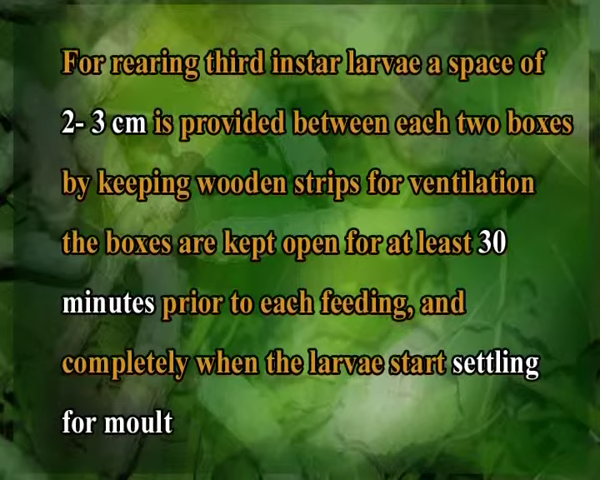 For rearing third instar larvae a space of
2- 3 cm is provided between each two boxes
by keeping wooden strips for ventilation
the boxes are kept open for at least 30
minutes prior to each feeding, and
completely when the larvae start settling
for moult